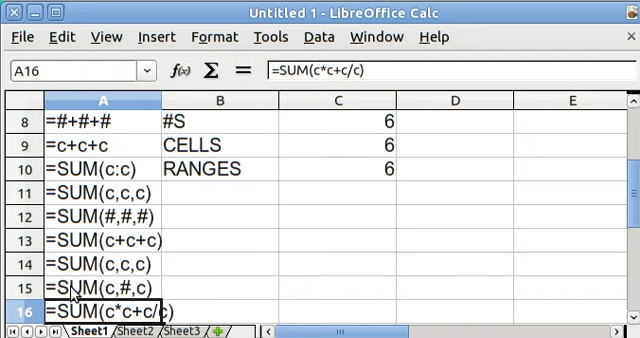 Untitled 1 - LibreOffice Calc
File Edit View Insert Format Tools Data Window Help
A16 f(x) Σ = =SUM(c*c+c/c)
A B C D E
8 =#+#+# #S 6
9 =c+c+c CELLS 6
10 =SUM(c:c) RANGES 6
11 =SUM(c,c,c)
12 =SUM(#,#,#)
13 =SUM(c+c+c)
14 =SUM(c,c,c)
15 =SUM(c,#,c)
16 =SUM(c*c+c/c)
Sheet1 Sheet2 Sheet3